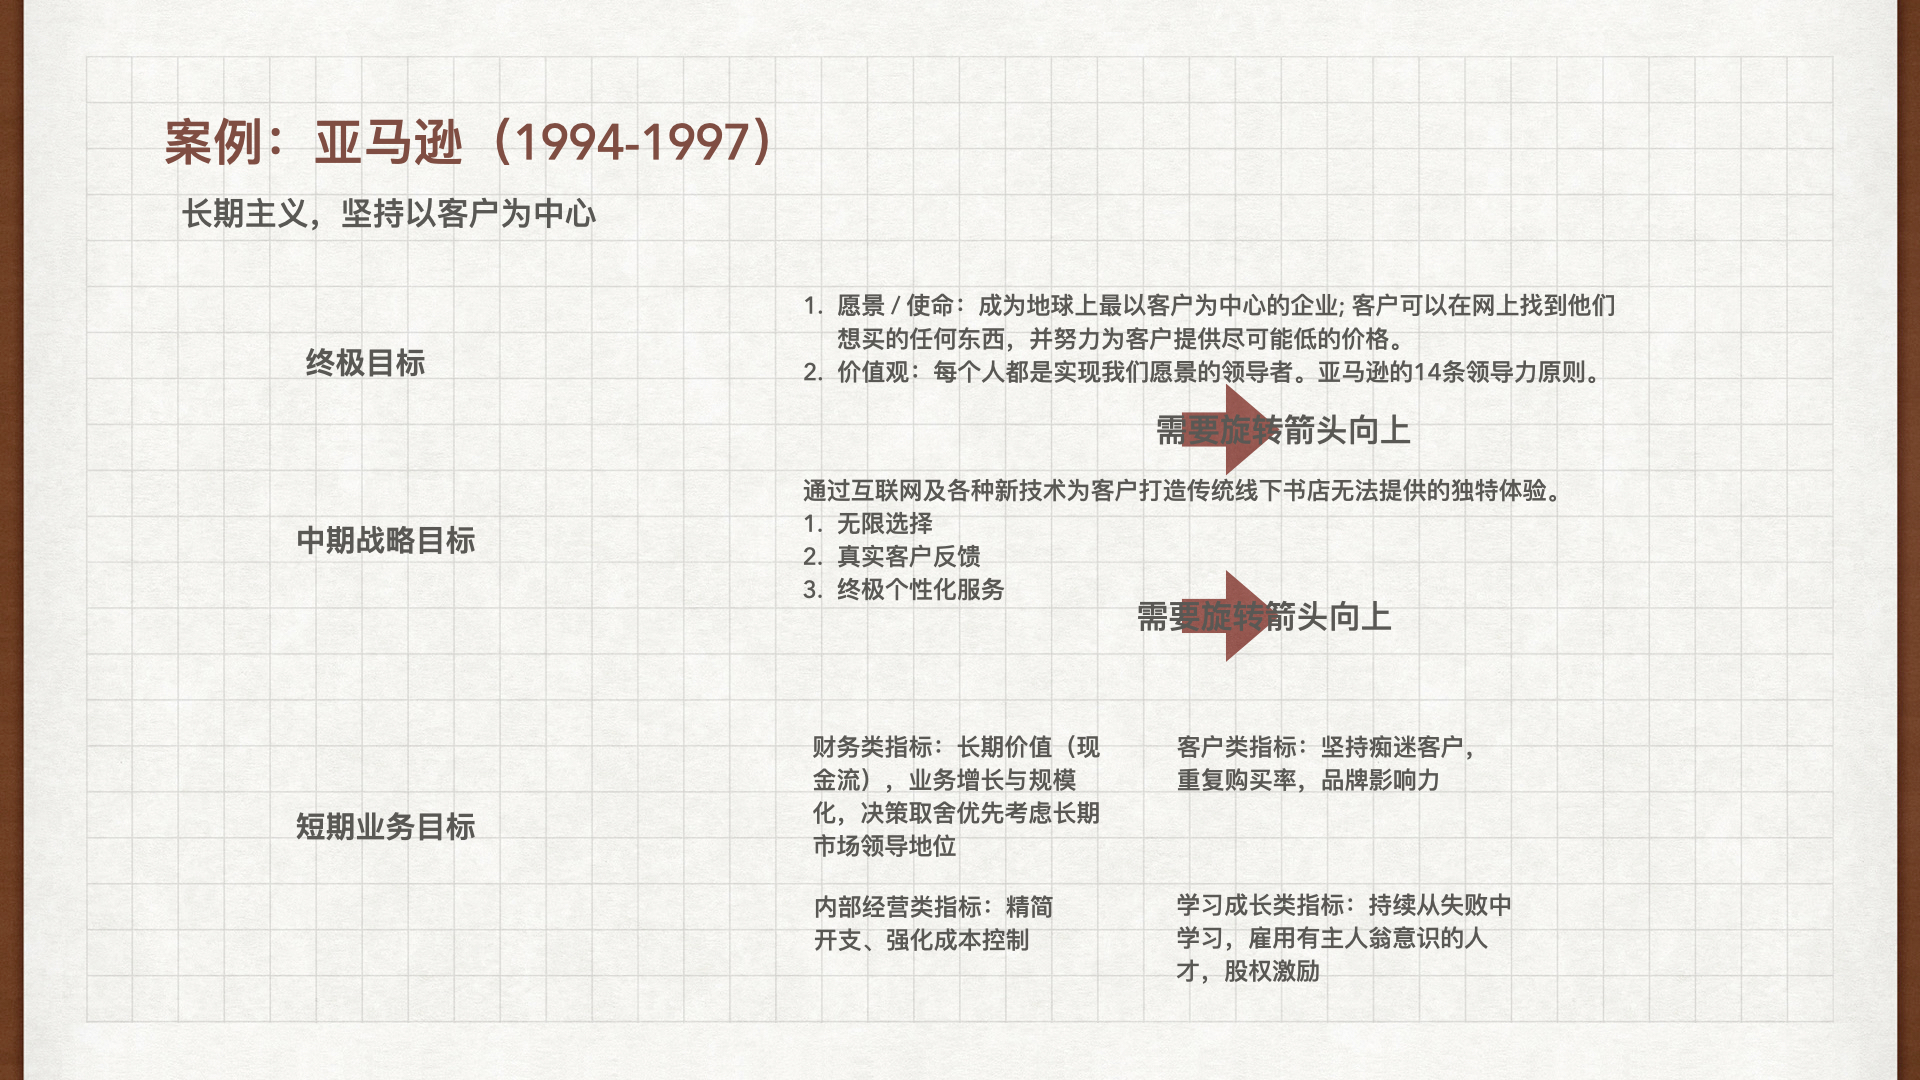 案例：亚马逊（1994-1997）
长期主义，坚持以客户为中心
终极目标
1. 愿景 / 使命：成为地球上最以客户为中心的企业; 客户可以在网上找到他们
想买的任何东西，并努力为客户提供尽可能低的价格。
2. 价值观：每个人都是实现我们愿景的领导者。亚马逊的14条领导力原则。
需要旋转箭头向上
中期战略目标
通过互联网及各种新技术为客户打造传统线下书店无法提供的独特体验。
1. 无限选择
2. 真实客户反馈
3. 终极个性化服务
需要旋转箭头向上
短期业务目标
财务类指标：长期价值（现
金流），业务增长与规模
化，决策取舍优先考虑长期
市场领导地位
客户类指标：坚持痴迷客户，
重复购买率，品牌影响力
内部经营类指标：精简
开支、强化成本控制
学习成长类指标：持续从失败中
学习，雇用有主人翁意识的人
才，股权激励